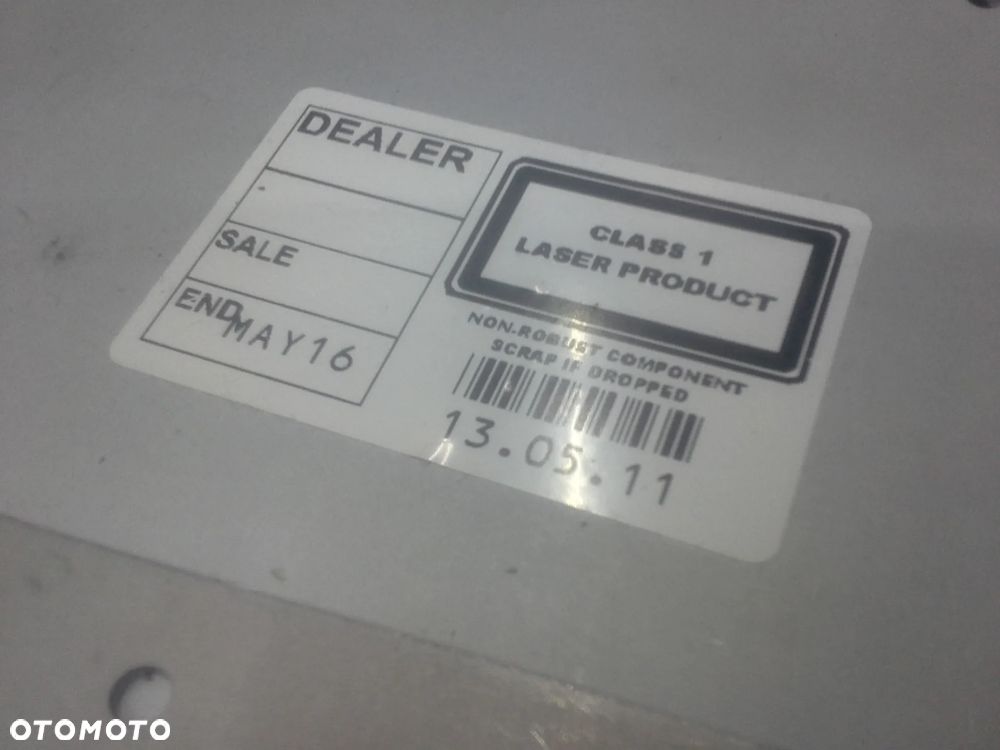 DEALER
SALE
END MAY16
CLASS 1
LASER PRODUCT
NON-ROBUST COMPONENT
SCRAP IF DROPPED
13.05.11
OTOMOTO